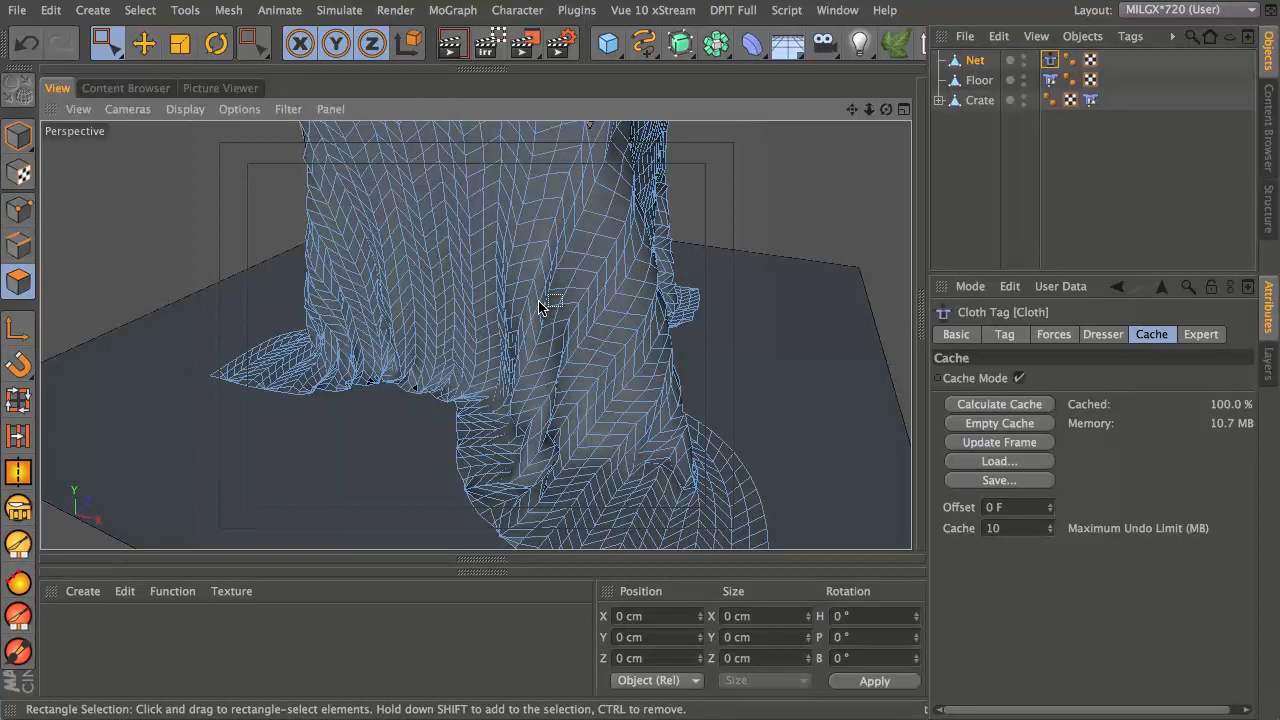 File Edit Create Select Tools Mesh Animate Simulate Render MoGraph Character Plugins Vue 10 xStream DPIT Full Script Window Help Layout: MILGX*720 (User)
X Y Z
File Edit View Objects Tags
View Content Browser Picture Viewer
View Cameras Display Options Filter Panel
Perspective
Net
Floor
Crate
Objects
Content Browser
Structure
Mode Edit User Data
Cloth Tag [Cloth]
Basic Tag Forces Dresser Cache Expert
Cache
Cache Mode
Calculate Cache Cached: 100.0 %
Empty Cache Memory: 10.7 MB
Update Frame
Load...
Save...
Offset 0 F
Cache 10 Maximum Undo Limit (MB)
Attributes
Layers
Y
Z
X
Create Edit Function Texture
Position Size Rotation
X 0 cm X 0 cm H 0 °
Y 0 cm Y 0 cm P 0 °
Z 0 cm Z 0 cm B 0 °
Object (Rel) Size Apply
Rectangle Selection: Click and drag to rectangle-select elements. Hold down SHIFT to add to the selection, CTRL to remove.